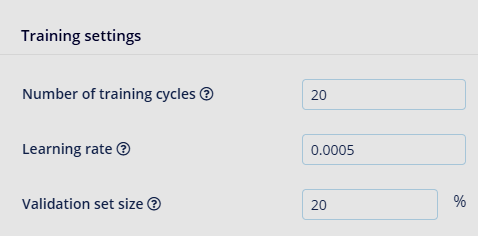 Training settings
Number of training cycles ? 20
Learning rate ? 0.0005
Validation set size ? 20 %